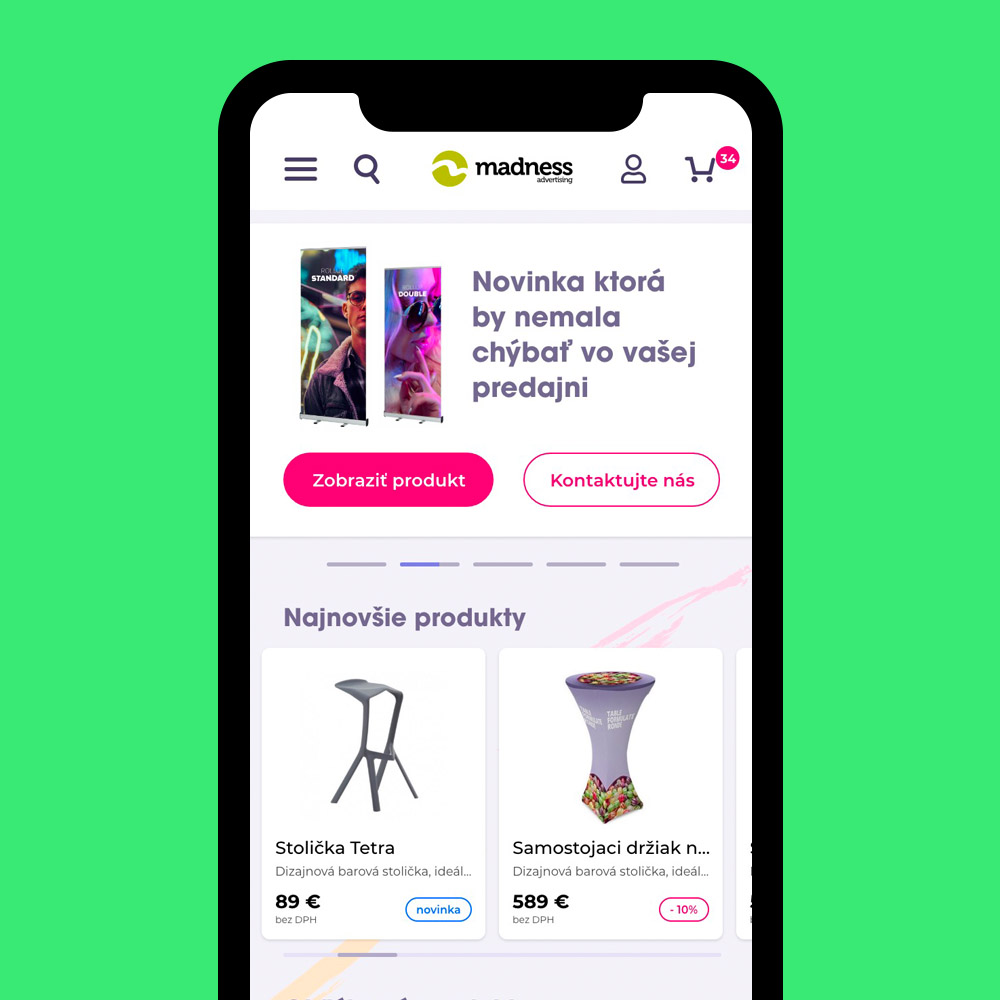 madness
advertising
34
ROLLUP
STANDARD
ROLLUP
DOUBLE
Novinka ktorá
by nemala
chýbať vo vašej
predajni
Zobraziť produkt
Kontaktujte nás
Najnovšie produkty
TABLE
Stolička Tetra
Dizajnová barová stolička, ideál...
89 €
bez DPH
novinka
Samostojaci držiak n...
Dizajnová barová stolička, ideál...
589 €
bez DPH
- 10%